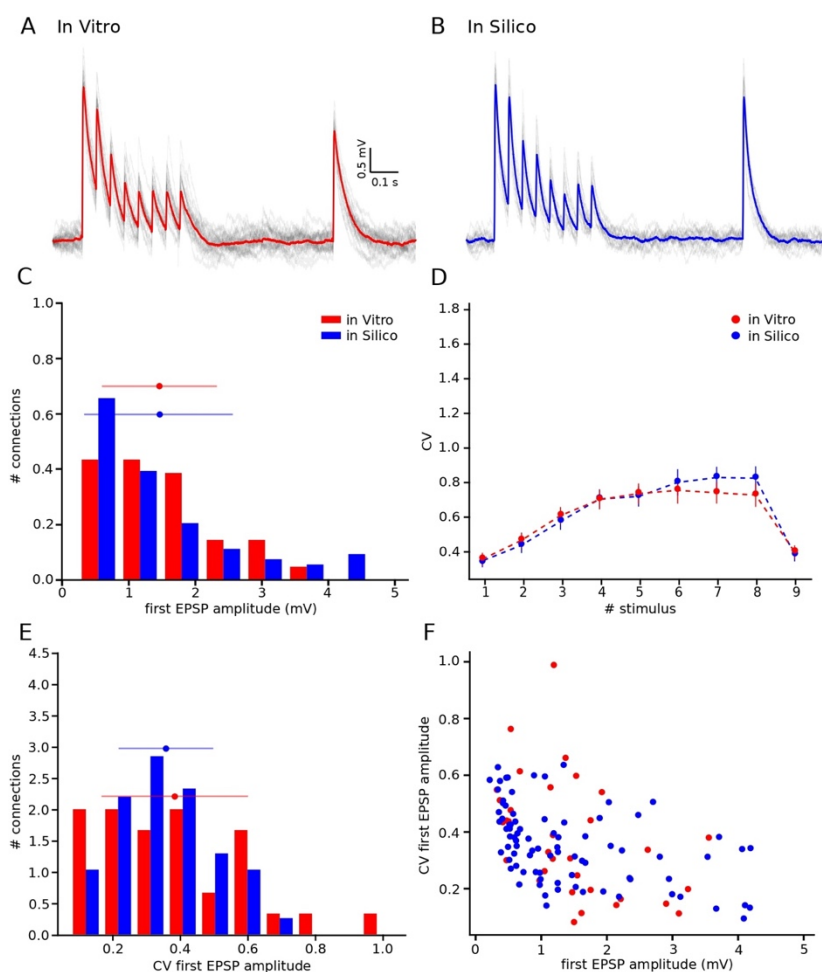 A In Vitro
B In Silico
0.5 mV
0.1 s
C
1.0
0.8
0.6
0.4
0.2
0.0
# connections
in Vitro
in Silico
0 1 2 3 4 5
first EPSP amplitude (mV)
D
1.8
1.6
1.4
1.2
1.0
0.8
0.6
0.4
CV
in Vitro
in Silico
1 2 3 4 5 6 7 8 9
# stimulus
E
4.5
4.0
3.5
3.0
2.5
2.0
1.5
1.0
0.5
0.0
# connections
0.2 0.4 0.6 0.8 1.0
CV first EPSP amplitude
F
1.0
0.8
0.6
0.4
0.2
CV first EPSP amplitude
0 1 2 3 4 5
first EPSP amplitude (mV)